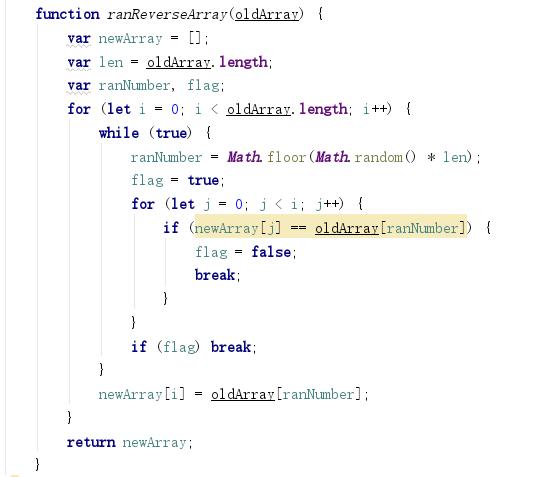 function ranReverseArray(oldArray) {
var newArray = [];
var len = oldArray.length;
var ranNumber, flag;
for (let i = 0; i < oldArray.length; i++) {
while (true) {
ranNumber = Math.floor(Math.random() * len);
flag = true;
for (let j = 0; j < i; j++) {
if (newArray[j] == oldArray[ranNumber]) {
flag = false;
break;
}
}
if (flag) break;
}
newArray[i] = oldArray[ranNumber];
}
return newArray;
}